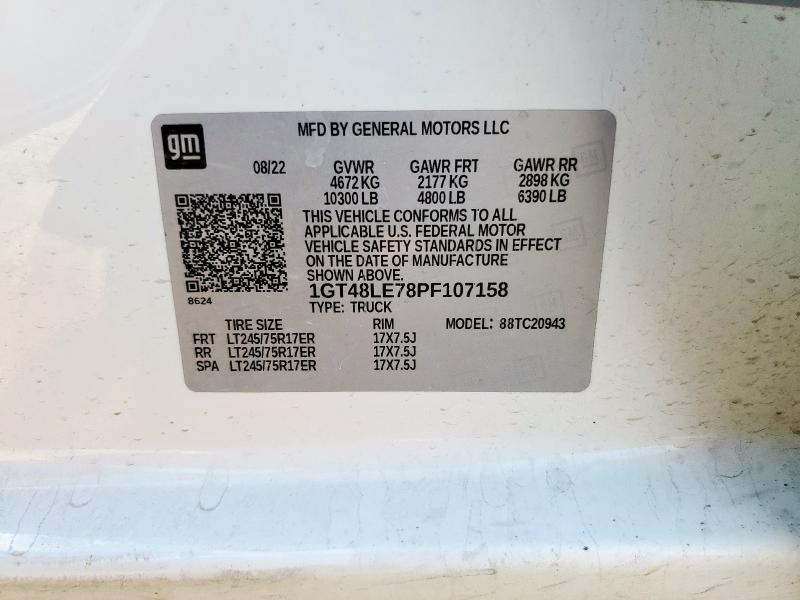 gm
MFD BY GENERAL MOTORS LLC
08/22 GVWR GAWR FRT GAWR RR
4672 KG 2177 KG 2898 KG
10300 LB 4800 LB 6390 LB
THIS VEHICLE CONFORMS TO ALL
APPLICABLE U.S. FEDERAL MOTOR
VEHICLE SAFETY STANDARDS IN EFFECT
ON THE DATE OF MANUFACTURE
SHOWN ABOVE.
8624
1GT48LE78PF107158
TYPE: TRUCK
TIRE SIZE RIM MODEL: 88TC20943
FRT LT245/75R17ER 17X7.5J
RR LT245/75R17ER 17X7.5J
SPA LT245/75R17ER 17X7.5J